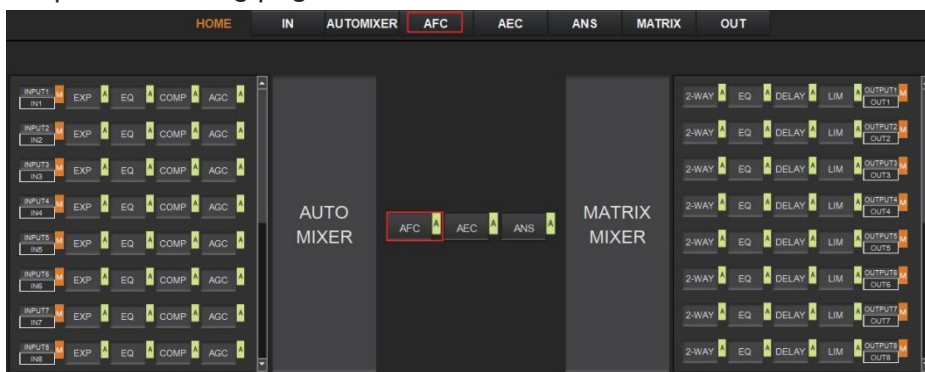 HOME IN AUTOMIXER AFC AEC ANS MATRIX OUT
INPUT1 M EXP A EQ A COMP A AGC A
IN1
INPUT2 M EXP A EQ A COMP A AGC A
IN2
INPUT3 M EXP A EQ A COMP A AGC A
IN3
INPUT4 M EXP A EQ A COMP A AGC A
IN4
INPUT5 M EXP A EQ A COMP A AGC A
IN5
INPUT6 M EXP A EQ A COMP A AGC A
IN6
INPUT7 M EXP A EQ A COMP A AGC A
IN7
INPUT8 M EXP A EQ A COMP A AGC A
IN8
AUTO
MIXER
AFC A AEC A ANS A
MATRIX
MIXER
2-WAY A EQ A DELAY A LIM A OUTPUT1 M
OUT1
2-WAY A EQ A DELAY A LIM A OUTPUT2 M
OUT2
2-WAY A EQ A DELAY A LIM A OUTPUT3 M
OUT3
2-WAY A EQ A DELAY A LIM A OUTPUT4 M
OUT4
2-WAY A EQ A DELAY A LIM A OUTPUT5 M
OUT5
2-WAY A EQ A DELAY A LIM A OUTPUT6 M
OUT6
2-WAY A EQ A DELAY A LIM A OUTPUT7 M
OUT7
2-WAY A EQ A DELAY A LIM A OUTPUT8 M
OUT8